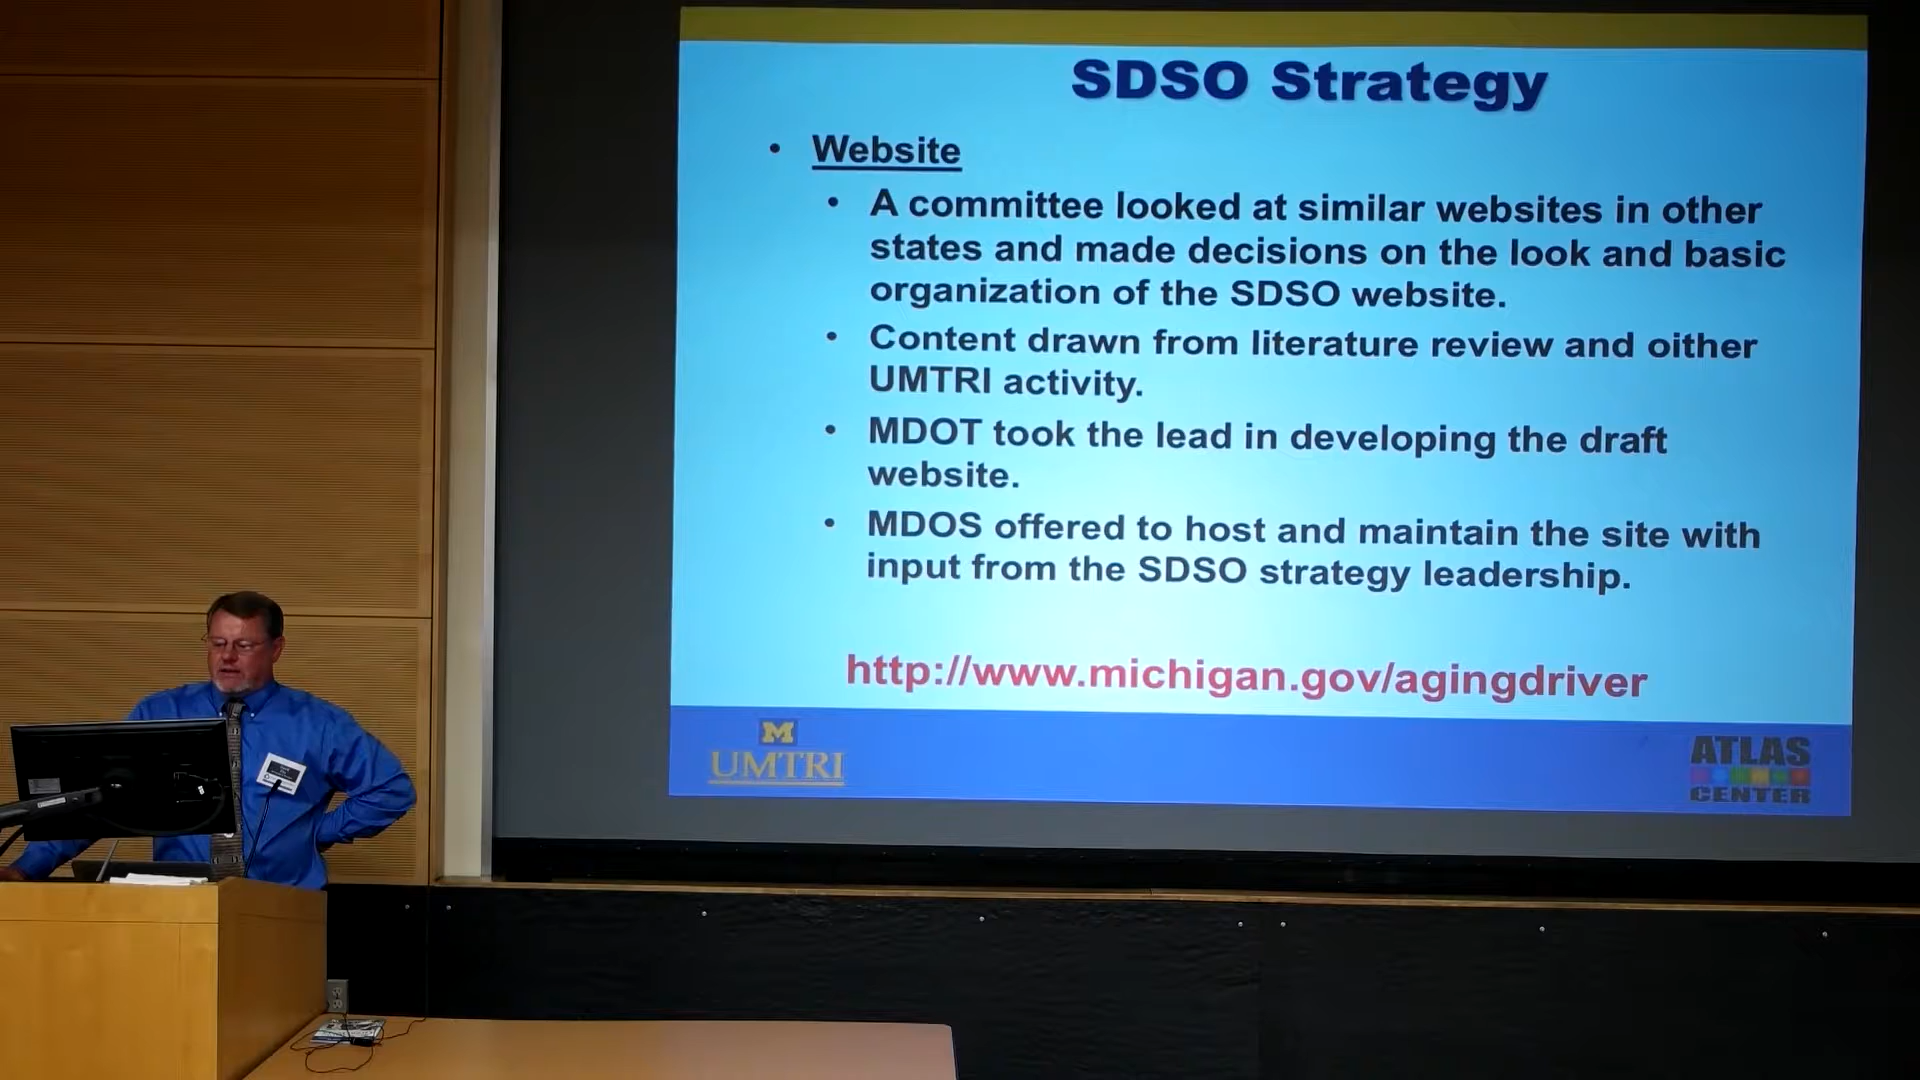 SDSO Strategy
• Website
• A committee looked at similar websites in other
states and made decisions on the look and basic
organization of the SDSO website.
• Content drawn from literature review and oither
UMTRI activity.
• MDOT took the lead in developing the draft
website.
• MDOS offered to host and maintain the site with
input from the SDSO strategy leadership.
http://www.michigan.gov/agingdriver
M
UMTRI
ATLAS
CENTER